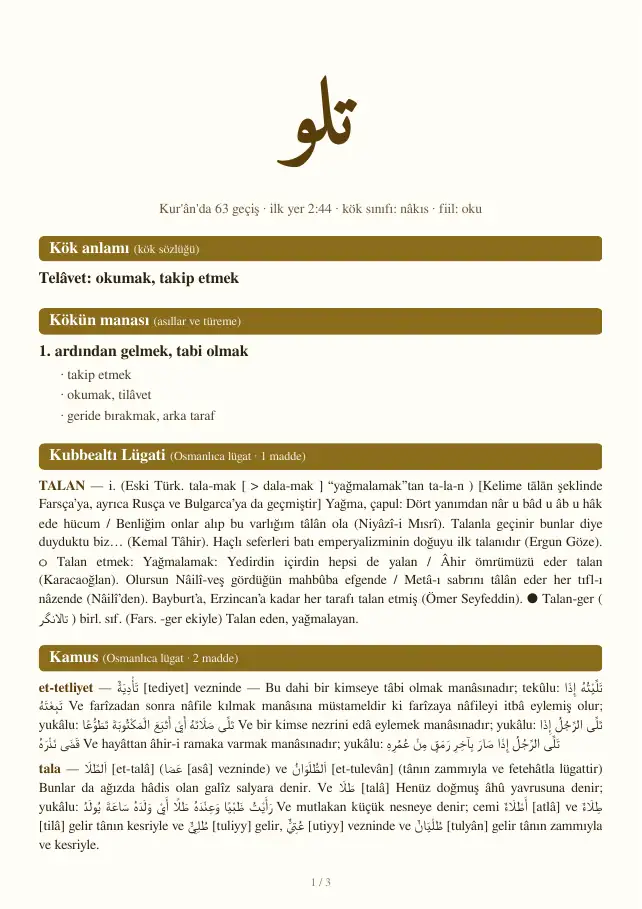 تلو
Kur'ân'da 63 geçiş · ilk yer 2:44 · kök sınıfı: nâkıs · fiil: oku
Kök anlamı (kök sözlüğü)
Telâvet: okumak, takip etmek
Kökün manası (asıllar ve türeme)
1. ardından gelmek, tabi olmak
· takip etmek
· okumak, tilâvet
· geride bırakmak, arka taraf
Kubbealtı Lügati (Osmanlıca lügat · 1 madde)
TALAN — i. (Eski Türk. tala-mak [ > dala-mak ] “yağmalamak”tan ta-la-n ) [Kelime tālān şeklinde
Farsça’ya, ayrıca Rusça ve Bulgarca’ya da geçmiştir] Yağma, çapul: Dört yanımdan nâr u bâd u âb u hâk
ede hücum / Benliğim onlar alıp bu varlığım tâlân ola (Niyâzî-i Mısrî). Talanla geçinir bunlar diye
duyduktu biz… (Kemal Tâhir). Haçlı seferleri batı emperyalizminin doğuyu ilk talanıdır (Ergun Göze).
○ Talan etmek: Yağmalamak: Yedirdin içirdin hepsi de yalan / Âhir ömrümüzü eder talan
(Karacaoğlan). Olursun Nâilî-veş gördüğün mahbûba efgende / Metâ-ı sabrını tâlân eder her tıfl-ı
nâzende (Nâilî’den). Bayburt’a, Erzincan’a kadar her tarafı talan etmiş (Ömer Seyfeddin). ● Talan-ger (
تالانگر ) birl. sıf. (Fars. -ger ekiyle) Talan eden, yağmalayan.
Kamus (Osmanlıca lügat · 2 madde)
et-tetliyet — تَأْدِيَةٌ [tediyet] vezninde — Bu dahi bir kimseye tâbi olmak manâsınadır; tekûlu: تَلَّيْتُهُ إِذَا
تَبِعْتَهُ Ve farîzadan sonra nâfile kılmak manâsına müstameldir ki farîzaya nâfileyi itbâ eylemiş olur;
yukâlu: تَلَّى صَلَاتَهُ أَيْ أَتْبَعَ الْمَكْتُوبَةَ تَطَوُّعًا Ve bir kimse nezrini edâ eylemek manâsınadır; yukâlu: تَلَّى الرَّجُلُ إِذَا
قَضَى نَذْرَهُ Ve hayâttan âhir-i ramaka varmak manâsınadır; yukâlu: تَلَّى الرَّجُلُ إِذَا صَارَ بِآخِرِ رَمَقٍ مِنْ عُمْرِهِ
tala — اَلطَّلَا [et-talâ] (عَصَا [asâ] vezninde) ve اَلطُّلَوَانُ [et-tulevân] (tânın zammıyla ve fetehâtla lügattir)
Bunlar da ağızda hâdis olan galîz salyara denir. Ve طَلَا [talâ] Henüz doğmuş âhû yavrusuna denir;
yukâlu: رَأَيْتُ ظَبْيًا وَعِنْدَهُ طَلًا أَيْ وَلَدَهُ سَاعَةَ يُولَدُ Ve mutlakan küçük nesneye denir; cemi أَطْلَاءٌ [atlâ] ve طِلَاءٌ
[tilâ] gelir tânın kesriyle ve طُلِيٌّ [tuliyy] gelir, عُتِيٌّ [utiyy] vezninde ve طُلْيَانٌ [tulyân] gelir tânın zammıyla
ve kesriyle.
1 / 3